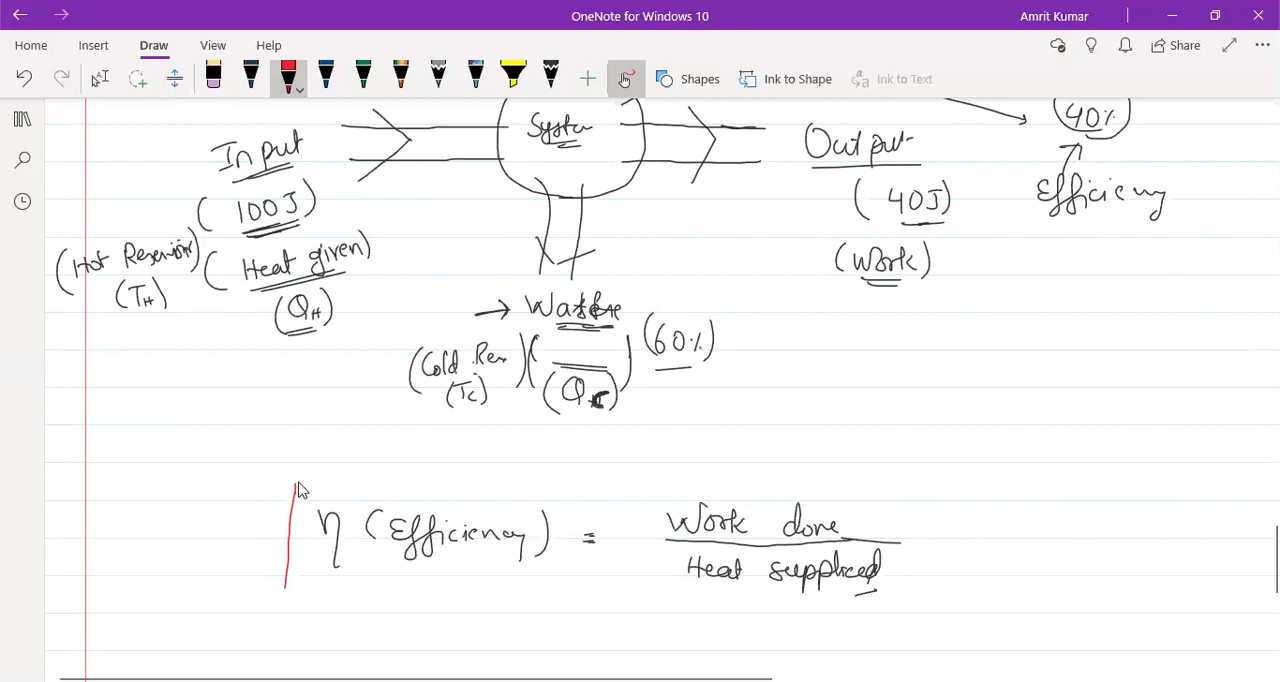 OneNote for Windows 10
Amrit Kumar
Home Insert Draw View Help
Share
Shapes
Ink to Shape
Ink to Text
System
Input
(100J)
(Heat given)
(QH)
(Hot Reservoir)
(TH)
Output
(40J)
(Work)
40%
Efficiency
→
(60%)
(Cold Res)
(Tc)
(Qc)
η (Efficiency) = Work done
Heat supplied